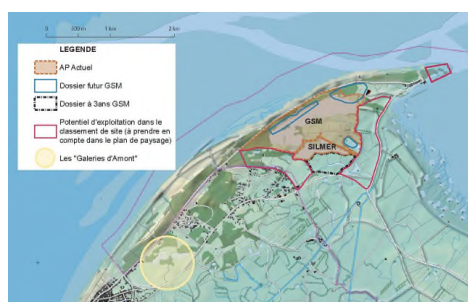 0 500 m 1 km 2 km
LEGENDE
AP Actuel
Dossier futur GSM
Dossier à 3ans GSM
Potentiel d'exploitation dans le
classement de site (à prendre en
compte dans le plan de paysage)
Les "Galeries d'Amont"
GSM
SILMER